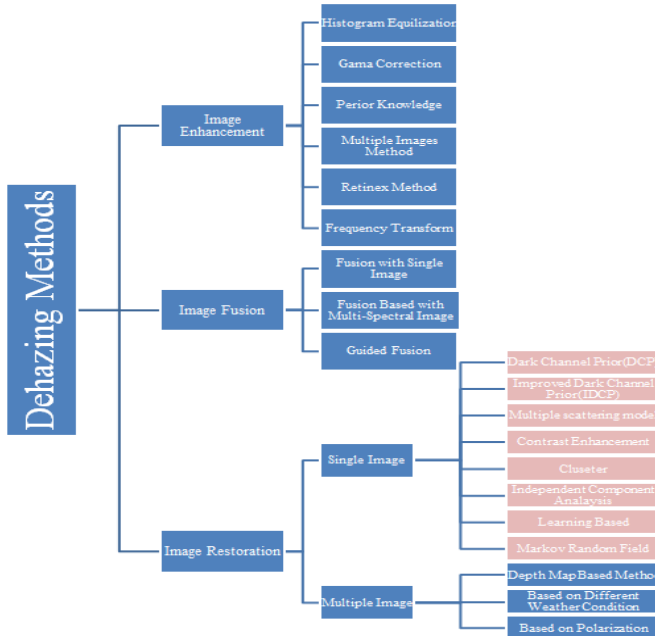 Dehazing Methods
Image
Enhancement
Histogram Equilization
Gama Correction
Perior Knowledge
Multiple Images
Method
Retinex Method
Frequency Transform
Image Fusion
Fusion with Single
Image
Fusion Based with
Multi-Spectral Image
Guided Fusion
Image Restoration
Single Image
Dark Channel Prior(DCP
Improved Dark Channel
Prior(IDCP)
Multiple scattering mode
Contrast Enhancement
Cluseter
Independent Component
Analaysis
Learning Based
Markov Random Field
Multiple Image
Depth Map Based Metho
Based on Different
Weather Condition
Based on Polarization